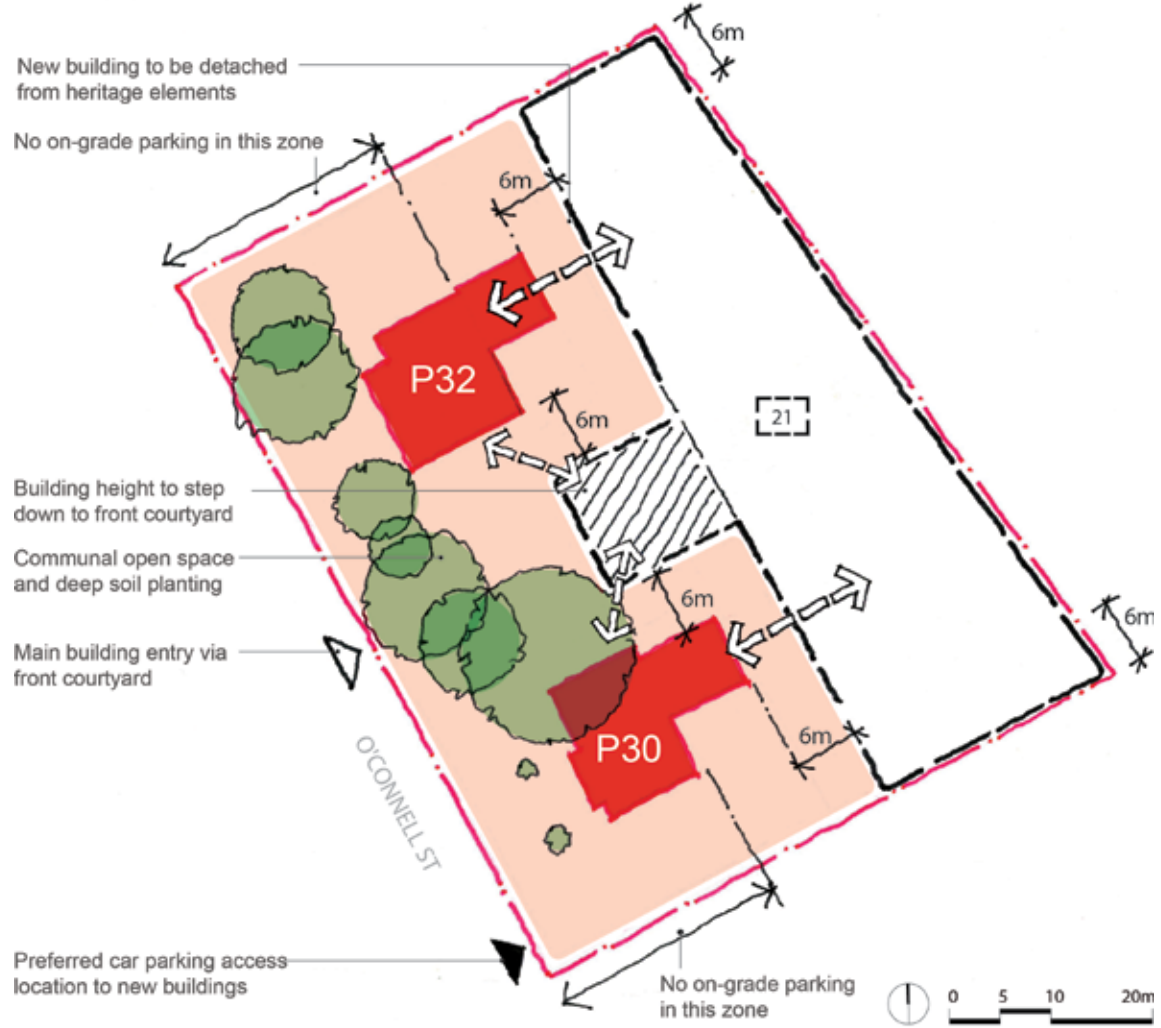 6m
New building to be detached
from heritage elements
No on-grade parking in this zone
6m
P32
6m
21
Building height to step
down to front courtyard
Communal open space
and deep soil planting
6m
6m
Main building entry via
front courtyard
P30
6m
O'CONNELL ST
Preferred car parking access
location to new buildings
No on-grade parking
in this zone
0 5 10 20m